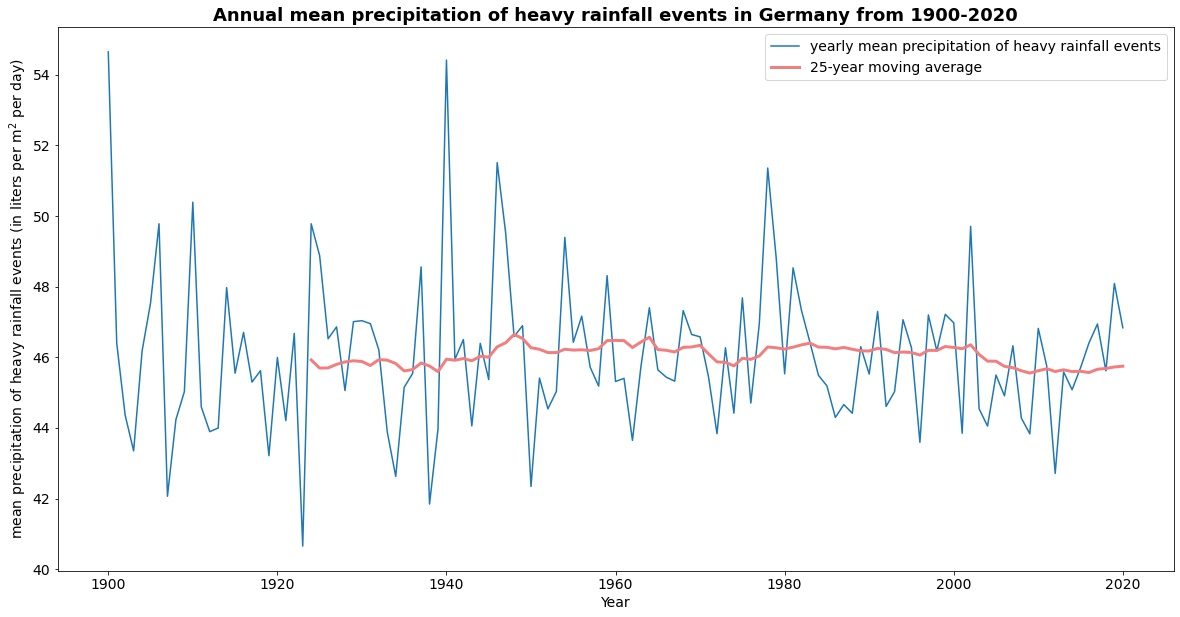 Annual mean precipitation of heavy rainfall events in Germany from 1900-2020
yearly mean precipitation of heavy rainfall events
25-year moving average
mean precipitation of heavy rainfall events (in liters per m² per day)
54
52
50
48
46
44
42
40
1900 1920 1940 1960 1980 2000 2020
Year